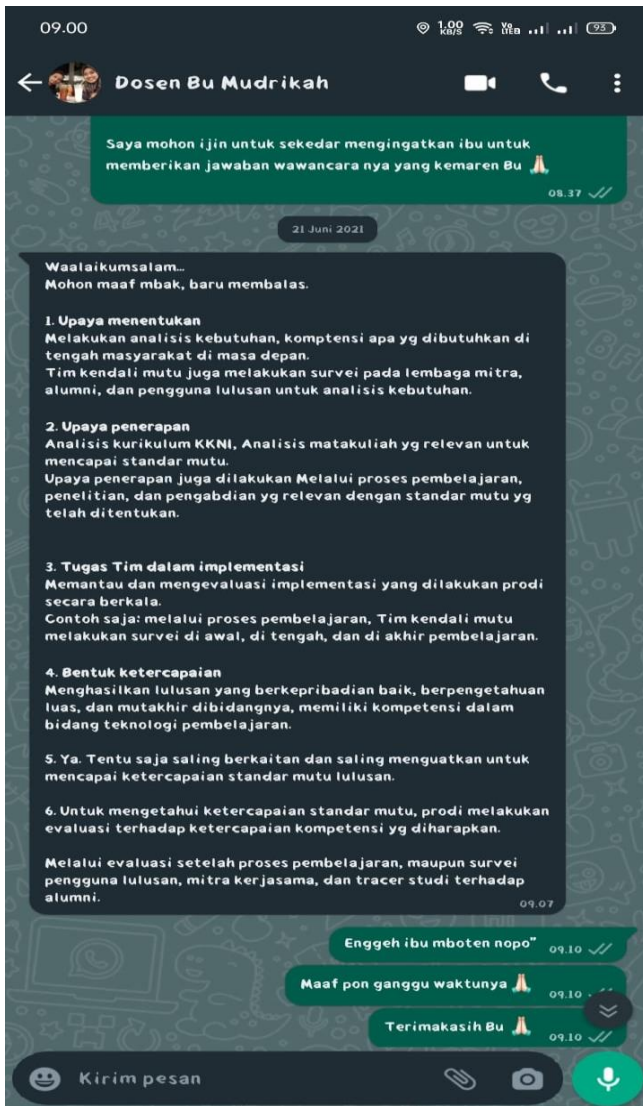 09.00
1.00 KB/S
Vo LTE
93
Dosen Bu Mudrikah
Saya mohon ijin untuk sekedar mengingatkan ibu untuk
memberikan jawaban wawancara nya yang kemaren Bu 🙏🏻
08.37
21 Juni 2021
Waalaikumsalam...
Mohon maaf mbak, baru membalas.
1. Upaya menentukan
Melakukan analisis kebutuhan, komptensi apa yg dibutuhkan di
tengah masyarakat di masa depan.
Tim kendali mutu juga melakukan survei pada lembaga mitra,
alumni, dan pengguna lulusan untuk analisis kebutuhan.
2. Upaya penerapan
Analisis kurikulum KKNI, Analisis matakuliah yg relevan untuk
mencapai standar mutu.
Upaya penerapan juga dilakukan Melalui proses pembelajaran,
penelitian, dan pengabdian yg relevan dengan standar mutu yg
telah ditentukan.
3. Tugas Tim dalam implementasi
Memantau dan mengevaluasi implementasi yang dilakukan prodi
secara berkala.
Contoh saja: melalui proses pembelajaran, Tim kendali mutu
melakukan survei di awal, di tengah, dan di akhir pembelajaran.
4. Bentuk ketercapaian
Menghasilkan lulusan yang berkepribadian baik, berpengetahuan
luas, dan mutakhir dibidangnya, memiliki kompetensi dalam
bidang teknologi pembelajaran.
5. Ya. Tentu saja saling berkaitan dan saling menguatkan untuk
mencapai ketercapaian standar mutu lulusan.
6. Untuk mengetahui ketercapaian standar mutu, prodi melakukan
evaluasi terhadap ketercapaian kompetensi yg diharapkan.
Melalui evaluasi setelah proses pembelajaran, maupun survei
pengguna lulusan, mitra kerjasama, dan tracer studi terhadap
alumni.
09.07
Enggeh ibu mboten nopo" 09.10
Maaf pon ganggu waktunya 🙏🏻 09.10
Terimakasih Bu 🙏🏻 09.10
Kirim pesan